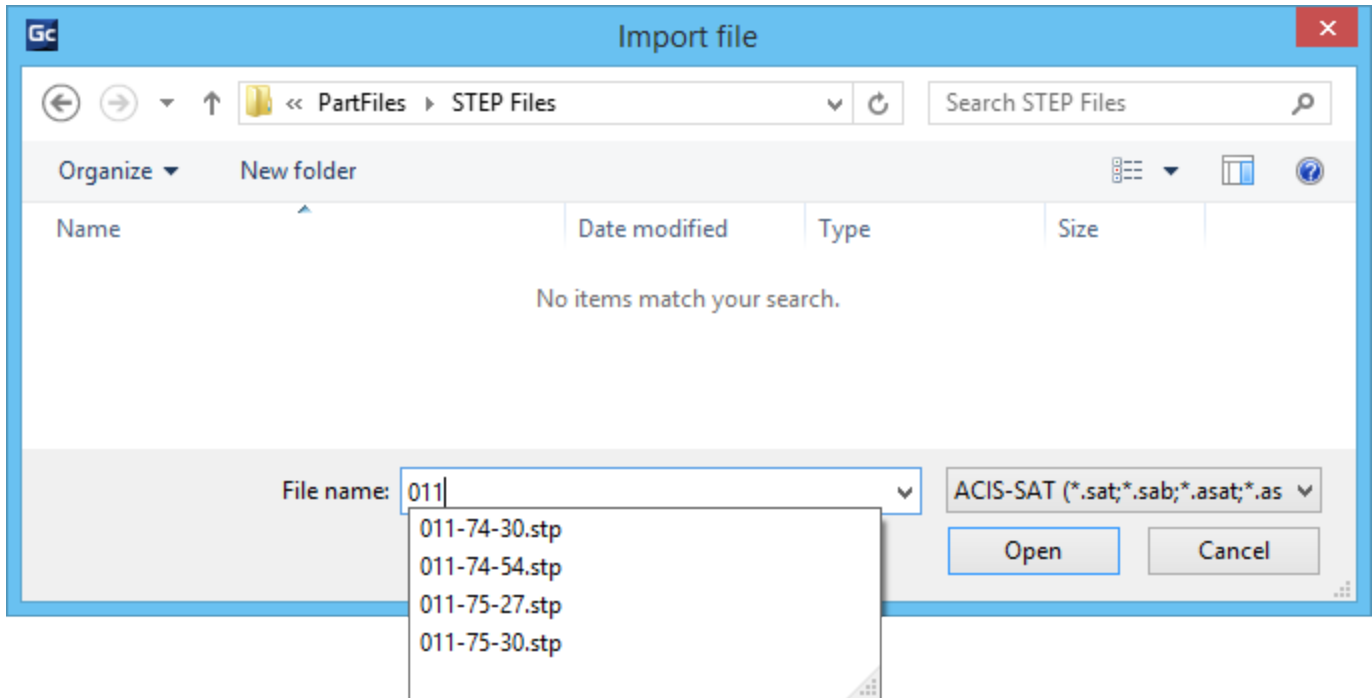 Gc Import file ×
« PartFiles STEP Files Search STEP Files
Organize New folder ?
Name Date modified Type Size
No items match your search.
File name: 011 ACIS-SAT (*.sat;*.sab;*.asat;*.as
011-74-30.stp
Open Cancel
011-74-54.stp
011-75-27.stp
011-75-30.stp